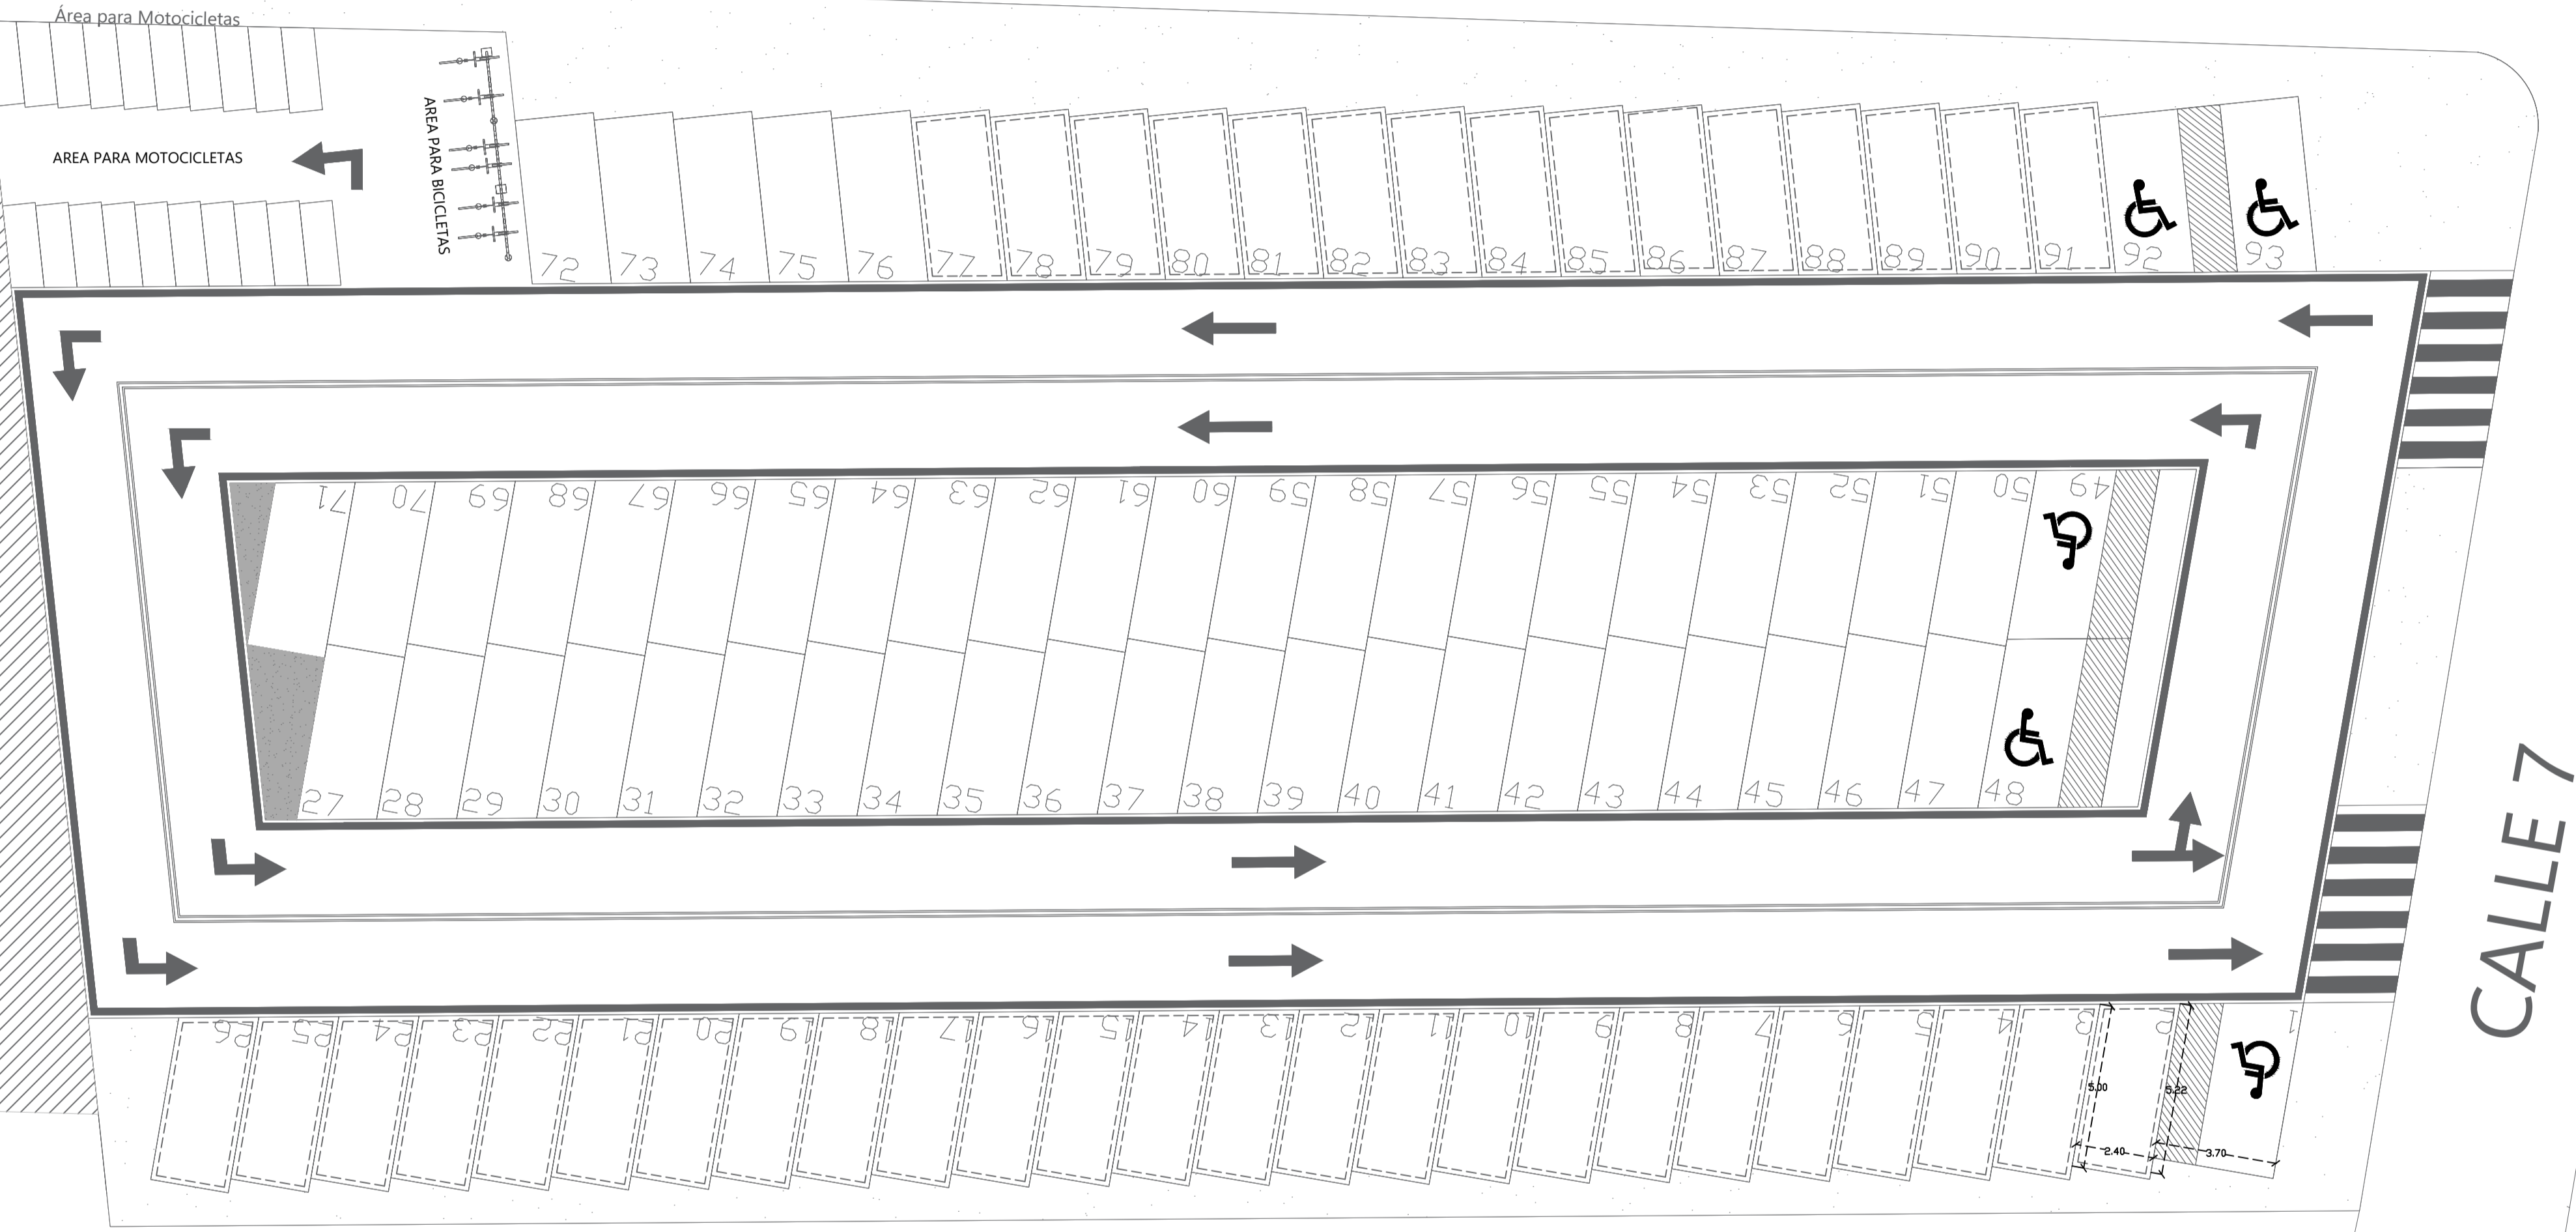 Área para Motocicletas
AREA PARA MOTOCICLETAS
AREA PARA BICICLETAS
72 73 74 75 76 77 78 79 80 81 82 83 84 85 86 87 88 89 90 91 92 93
71 70 69 68 67 66 65 64 63 62 61 60 59 58 57 56 55 54 53 52 51 50 49
27 28 29 30 31 32 33 34 35 36 37 38 39 40 41 42 43 44 45 46 47 48
CALLE 7
26 25 24 23 22 21 20 19 18 17 16 15 14 13 12 11 10 9 8 7 6 5 4 3 2 1
5.00 5.22
2.40 3.70